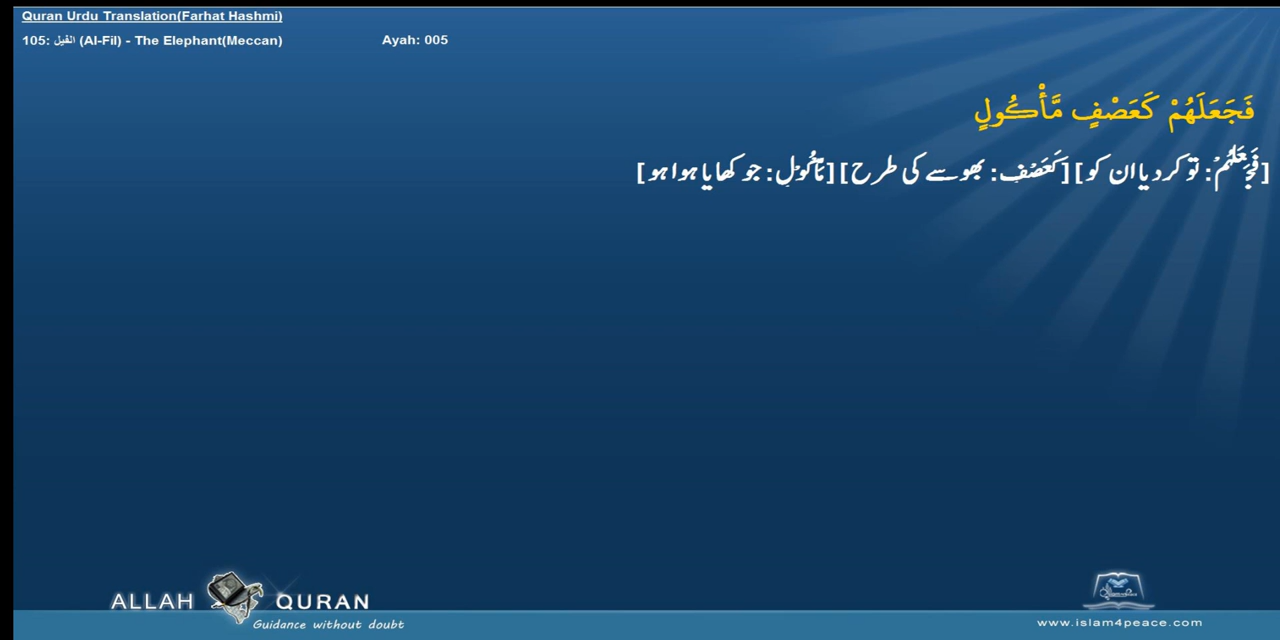 Quran Urdu Translation(Farhat Hashmi)
105: الفيل (Al-Fil) - The Elephant(Meccan) Ayah: 005
فَجَعَلَهُمْ كَعَصْفٍ مَّأْكُولٍ
[فَجَعَلَهُمْ: تو کر دیا ان کو] [كَعَصْفٍ: بھوسے کی طرح] [مَّأْكُولٍ: جو کھایا ہوا ہو]
ALLAH QURAN
Guidance without doubt
www.islam4peace.com